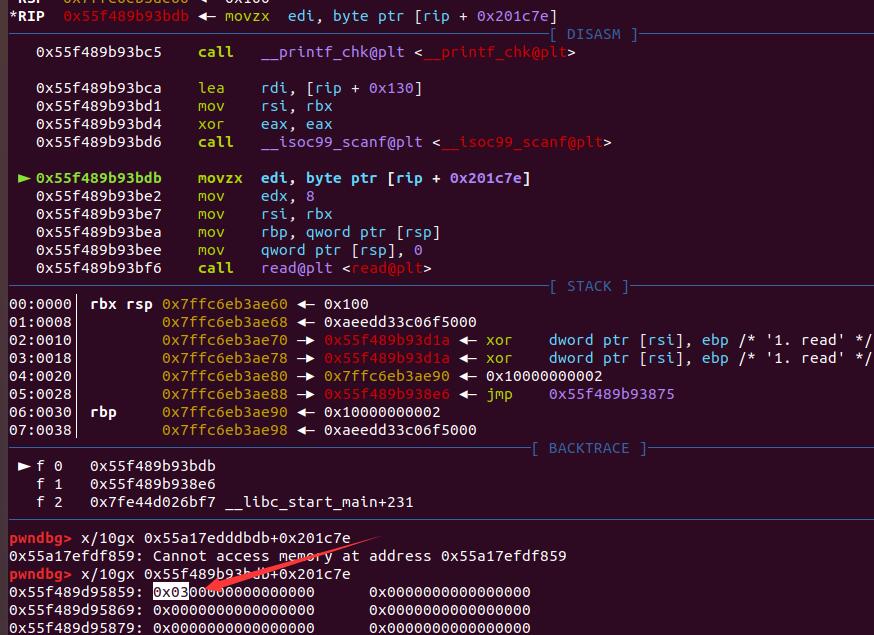 *RIP  0x55f489b93bdb ◂— movzx  edi, byte ptr [rip + 0x201c7e]
[ DISASM ]
0x55f489b93bc5    call   __printf_chk@plt <__printf_chk@plt>
0x55f489b93bca    lea    rdi, [rip + 0x130]
0x55f489b93bd1    mov    rsi, rbx
0x55f489b93bd4    xor    eax, eax
0x55f489b93bd6    call   __isoc99_scanf@plt <__isoc99_scanf@plt>
► 0x55f489b93bdb    movzx  edi, byte ptr [rip + 0x201c7e]
0x55f489b93be2    mov    edx, 8
0x55f489b93be7    mov    rsi, rbx
0x55f489b93bea    mov    rbp, qword ptr [rsp]
0x55f489b93bee    mov    qword ptr [rsp], 0
0x55f489b93bf6    call   read@plt <read@plt>
[ STACK ]
00:0000│ rbx rsp 0x7ffc6eb3ae60 ◂— 0x100
01:0008│         0x7ffc6eb3ae68 ◂— 0xaeedd33c06f5000
02:0010│         0x7ffc6eb3ae70 —▸ 0x55f489b93d1a ◂— xor    dword ptr [rsi], ebp /* '1. read' */
03:0018│         0x7ffc6eb3ae78 —▸ 0x55f489b93d1a ◂— xor    dword ptr [rsi], ebp /* '1. read' */
04:0020│         0x7ffc6eb3ae80 —▸ 0x7ffc6eb3ae90 ◂— 0x10000000002
05:0028│         0x7ffc6eb3ae88 —▸ 0x55f489b938e6 ◂— jmp    0x55f489b93875
06:0030│ rbp     0x7ffc6eb3ae90 ◂— 0x10000000002
07:0038│         0x7ffc6eb3ae98 ◂— 0xaeedd33c06f5000
[ BACKTRACE ]
► f 0   0x55f489b93bdb
f 1   0x55f489b938e6
f 2   0x7fe44d026bf7 __libc_start_main+231
pwndbg> x/10gx 0x55a17edddbdb+0x201c7e
0x55a17efdf859: Cannot access memory at address 0x55a17efdf859
pwndbg> x/10gx 0x55f489b93bdb+0x201c7e
0x55f489d95859: 0x0300000000000000      0x0000000000000000
0x55f489d95869: 0x0000000000000000      0x0000000000000000
0x55f489d95879: 0x0000000000000000      0x0000000000000000